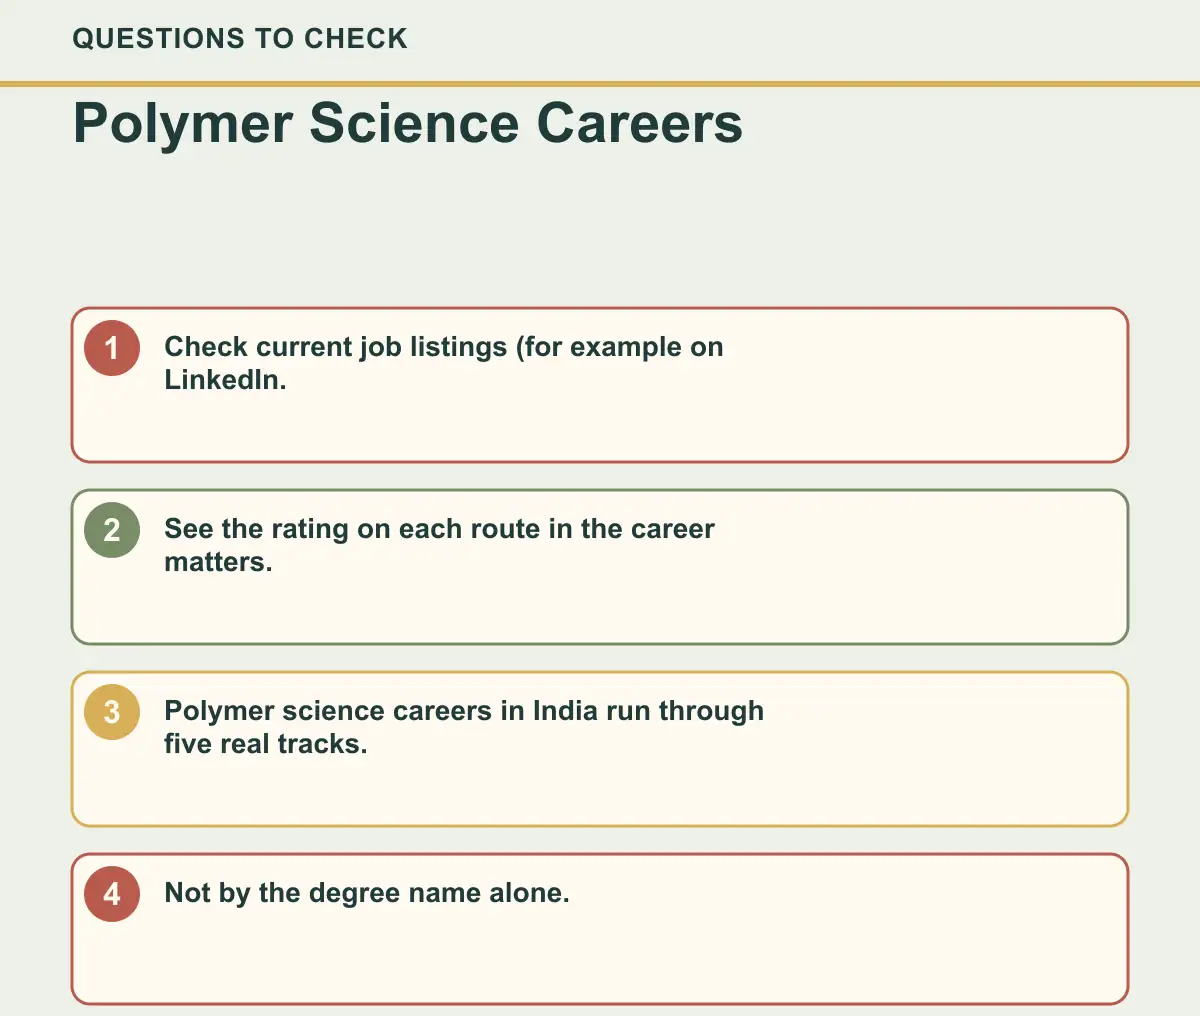 QUESTIONS TO CHECK
Polymer Science Careers
1
Check current job listings (for example on
LinkedIn.
2
See the rating on each route in the career
matters.
3
Polymer science careers in India run through
five real tracks.
4
Not by the degree name alone.